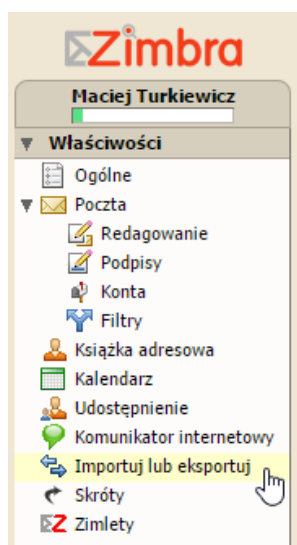 Zimbra
Maciej Turkiewicz
Właściwości
Ogólne
Poczta
Redagowanie
Podpisy
Konta
Filtry
Książka adresowa
Kalendarz
Udostępnienie
Komunikator internetowy
Importuj lub eksportuj
Skróty
Zimlety